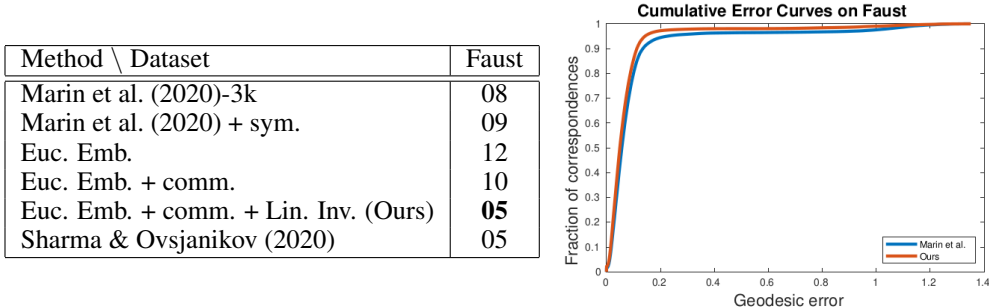 Method \ Dataset Faust
Marin et al. (2020)-3k 08
Marin et al. (2020) + sym. 09
Euc. Emb. 12
Euc. Emb. + comm. 10
Euc. Emb. + comm. + Lin. Inv. (Ours) 05
Sharma & Ovsjanikov (2020) 05
Cumulative Error Curves on Faust
Fraction of correspondences
1
0.9
0.8
0.7
0.6
0.5
0.4
0.3
0.2
0.1
0
0 0.2 0.4 0.6 0.8 1 1.2 1.4
Geodesic error
Marin et al.
Ours